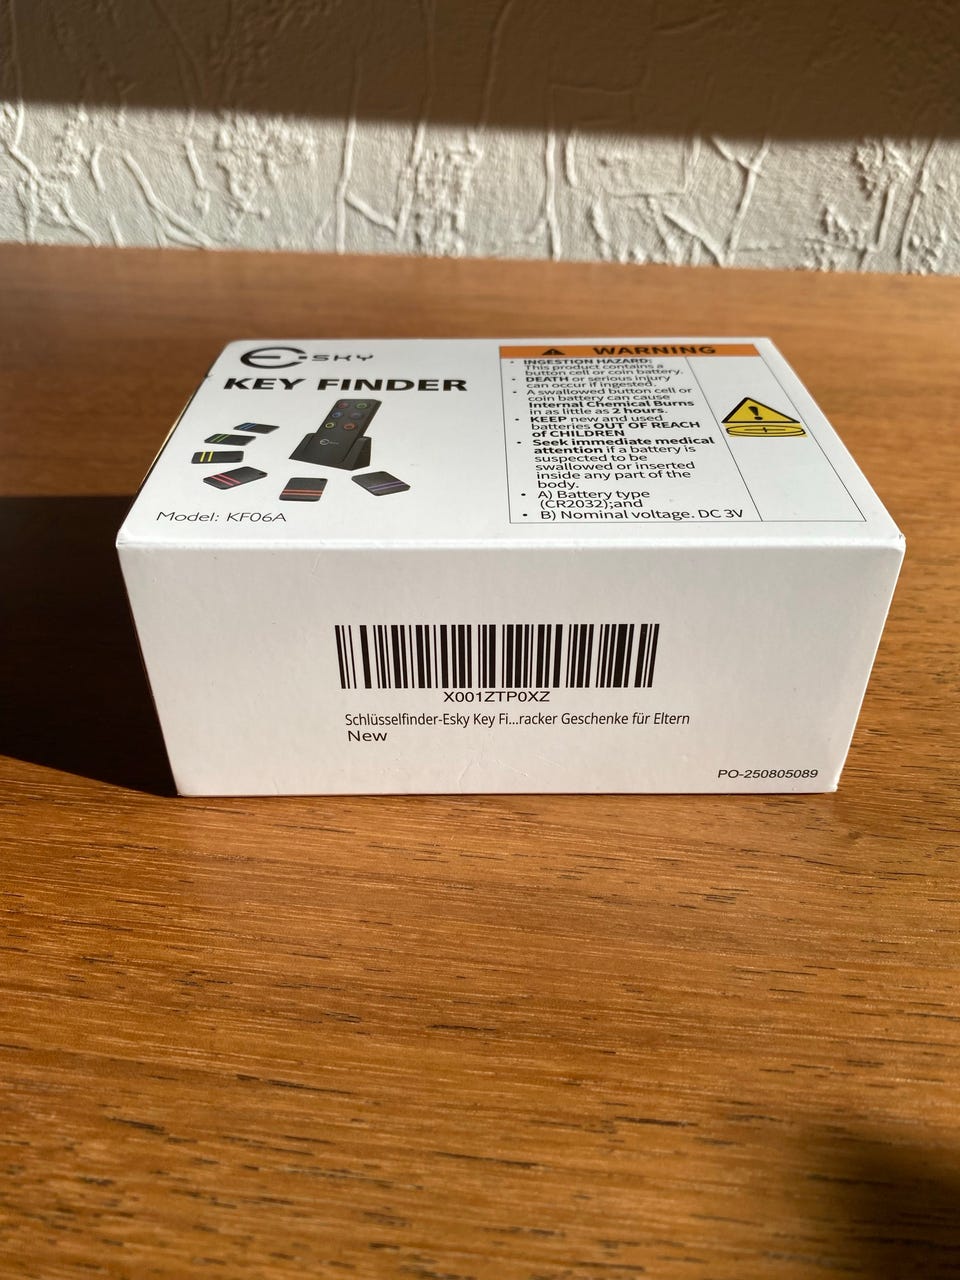 E·SKY
KEY FINDER
Model: KF06A
WARNING
• INGESTION HAZARD:
This product contains a
button cell or coin battery.
• DEATH or serious injury
can occur if ingested.
• A swallowed button cell or
coin battery can cause
Internal Chemical Burns
in as little as 2 hours.
• KEEP new and used
batteries OUT OF REACH
of CHILDREN
• Seek immediate medical
attention if a battery is
suspected to be
swallowed or inserted
inside any part of the
body.
• A) Battery type
(CR2032);and
• B) Nominal voltage. DC 3V
X001ZTP0XZ
Schlüsselfinder-Esky Key Fi...racker Geschenke für Eltern
New
PO-250805089